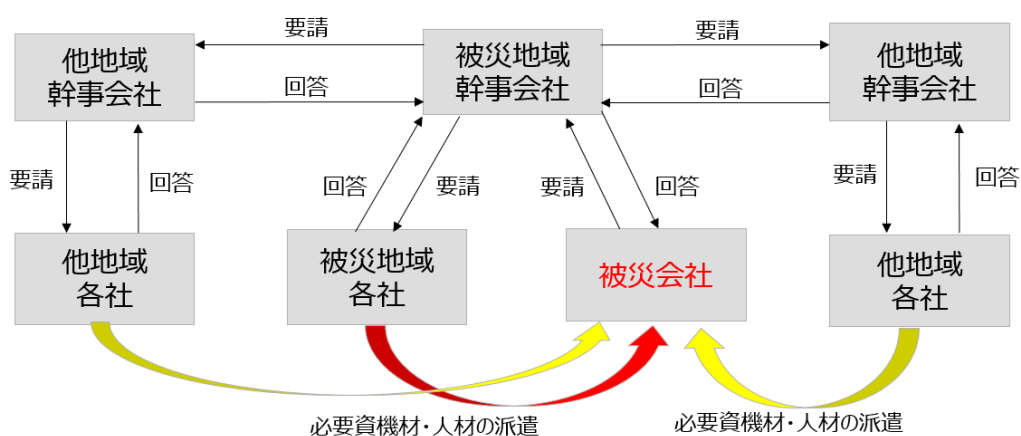 要請
要請
他地域
幹事会社
被災地域
幹事会社
他地域
幹事会社
回答
回答
要請
回答
回答
要請
要請
回答
要請
回答
他地域
各社
被災地域
各社
被災会社
他地域
各社
必要資機材・人材の派遣
必要資機材・人材の派遣